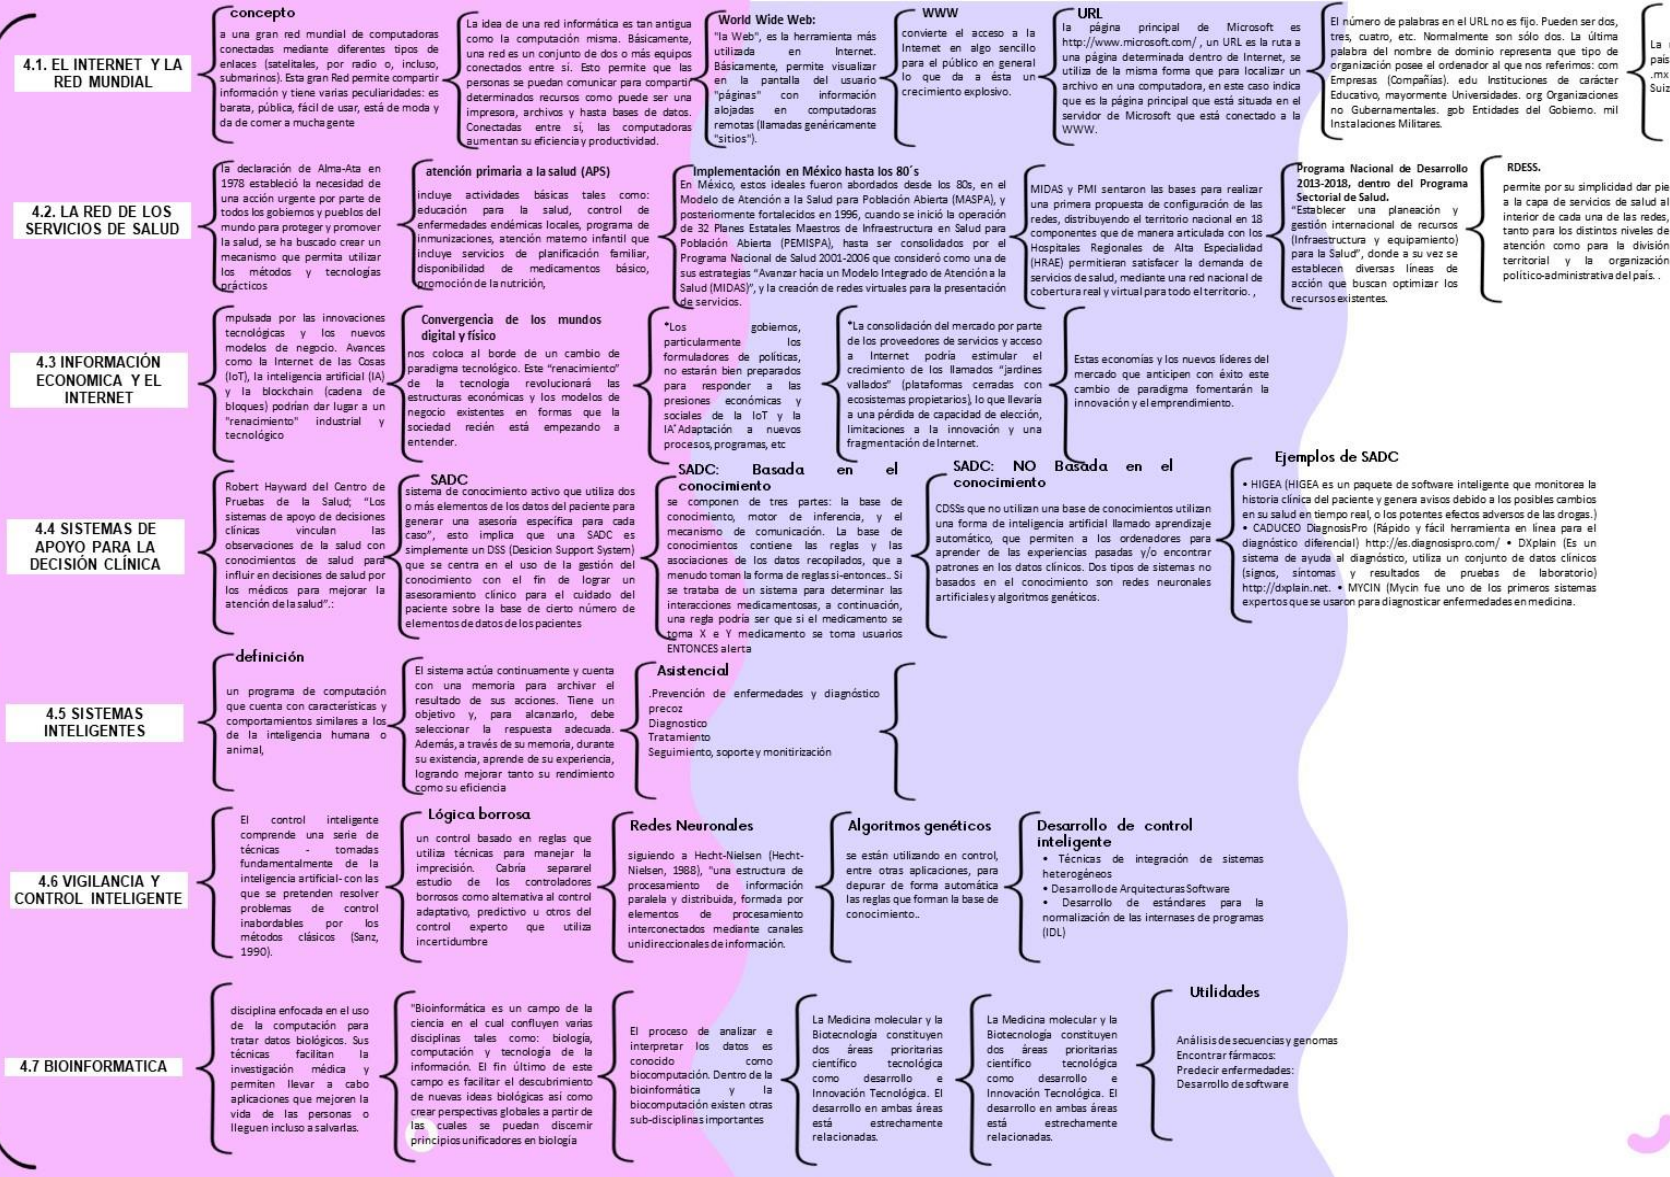 4.1. EL INTERNET Y LA
RED MUNDIAL
concepto
a una gran red mundial de computadoras
conectadas mediante diferentes tipos de
enlaces (satelitales, por radio o, incluso,
submarinos). Esta gran Red permite compartir
información y tiene varias peculiaridades: es
barata, pública, fácil de usar, está de moda y
da de comer a mucha gente
La idea de una red informática es tan antigua
como la computación misma. Básicamente,
una red es un conjunto de dos o más equipos
conectados entre si. Esto permite que las
personas se puedan comunicar para compartir
determinados recursos como puede ser una
impresora, archivos y hasta bases de datos.
Conectadas entre sí, las computadoras
aumentan su eficiencia y productividad.
World Wide Web:
"la Web", es la herramienta más
utilizada en Internet.
Básicamente, permite visualizar
en la pantalla del usuario
"páginas" con información
alojadas en computadoras
remotas (llamadas genéricamente
"sitios").
WWW
convierte el acceso a la
Internet en algo sencillo
para el público en general
lo que da a ésta un
crecimiento explosivo.
URL
la página principal de Microsoft es
http://www.microsoft.com/ , un URL es la ruta a
una página determinada dentro de Internet, se
utiliza de la misma forma que para localizar un
archivo en una computadora, en este caso indica
que es la página principal que está situada en el
servidor de Microsoft que está conectado a la
WWW.
El número de palabras en el URL no es fijo. Pueden ser dos,
tres, cuatro, etc. Normalmente son sólo dos. La última
palabra del nombre de dominio representa que tipo de
organización posee el ordenador al que nos referimos: com
Empresas (Compañías). edu Instituciones de carácter
Educativo, mayormente Universidades. org Organizaciones
no Gubernamentales. gob Entidades del Gobierno. mil
Instalaciones Militares.
La
país
.mx
Suiz
4.2. LA RED DE LOS
SERVICIOS DE SALUD
la declaración de Alma-Ata en
1978 estableció la necesidad de
una acción urgente por parte de
todos los gobiernos y pueblos del
mundo para proteger y promover
la salud, se ha buscado crear un
mecanismo que permita utilizar
los métodos y tecnologías
prácticos
atención primaria a la salud (APS)
incluye actividades básicas tales como:
educación para la salud, control de
enfermedades endémicas locales, programa de
inmunizaciones, atención materno infantil que
incluye servicios de planificación familiar,
disponibilidad de medicamentos básico,
promoción de la nutrición,
Implementación en México hasta los 80´s
En México, estos ideales fueron abordados desde los 80s, en el
Modelo de Atención a la Salud para Población Abierta (MASPA), y
posteriormente fortalecidos en 1996, cuando se inició la operación
de 32 Planes Estatales Maestros de Infraestructura en Salud para
Población Abierta (PEMISPA), hasta ser consolidados por el
Programa Nacional de Salud 2001-2006 que consideró como una de
sus estrategias "Avanzar hacia un Modelo Integrado de Atención a la
Salud (MIDAS)", y la creación de redes virtuales para la presentación
de servicios.
MIDAS y PMI sentaron las bases para realizar
una primera propuesta de configuración de las
redes, distribuyendo el territorio nacional en 18
componentes que de manera articulada con los
Hospitales Regionales de Alta Especialidad
(HRAE) permitieran satisfacer la demanda de
servicios de salud, mediante una red nacional de
cobertura real y virtual para todo el territorio. ,
Programa Nacional de Desarrollo
2013-2018, dentro del Programa
Sectorial de Salud.
"Establecer una planeación y
gestión internacional de recursos
(Infraestructura y equipamiento)
para la Salud", donde a su vez se
establecen diversas líneas de
acción que buscan optimizar los
recursos existentes.
RDESS.
permite por su simplicidad dar pie
a la capa de servicios de salud al
interior de cada una de las redes,
tanto para los distintos niveles de
atención como para la división
territorial y la organización
político-administrativa del país. .
4.3 INFORMACIÓN
ECONOMICA Y EL
INTERNET
mpulsada por las innovaciones
tecnológicas y los nuevos
modelos de negocio. Avances
como la Internet de las Cosas
(IoT), la inteligencia artificial (IA)
y la blockchain (cadena de
bloques) podrían dar lugar a un
"renacimiento" industrial y
tecnológico
Convergencia de los mundos
digital y físico
nos coloca al borde de un cambio de
paradigma tecnológico. Este "renacimiento"
de la tecnología revolucionará las
estructuras económicas y los modelos de
negocio existentes en formas que la
sociedad recién está empezando a
entender.
*Los gobiernos,
particularmente los
formuladores de políticas,
no estarán bien preparados
para responder a las
presiones económicas y
sociales de la IoT y la
IA*Adaptación a nuevos
procesos, programas, etc
*La consolidación del mercado por parte
de los proveedores de servicios y acceso
a Internet podría estimular el
crecimiento de los llamados "jardines
vallados" (plataformas cerradas con
ecosistemas propietarios), lo que llevaría
a una pérdida de capacidad de elección,
limitaciones a la innovación y una
fragmentación de Internet.
Estas economías y los nuevos líderes del
mercado que anticipen con éxito este
cambio de paradigma fomentarán la
innovación y el emprendimiento.
4.4 SISTEMAS DE
APOYO PARA LA
DECISIÓN CLÍNICA
Robert Hayward del Centro de
Pruebas de la Salud; "Los
sistemas de apoyo de decisiones
clínicas vinculan las
observaciones de la salud con
conocimientos de salud para
influir en decisiones de salud por
los médicos para mejorar la
atención de la salud".:
SADC
sistema de conocimiento activo que utiliza dos
o más elementos de los datos del paciente para
generar una asesoría específica para cada
caso", esto implica que una SADC es
simplemente un DSS (Desicion Support System)
que se centra en el uso de la gestión del
conocimiento con el fin de lograr un
asesoramiento clínico para el cuidado del
paciente sobre la base de cierto número de
elementos de datos de los pacientes
SADC: Basada en el
conocimiento
se componen de tres partes: la base de
conocimiento, motor de inferencia, y el
mecanismo de comunicación. La base de
conocimientos contiene las reglas y las
asociaciones de los datos recopilados, que a
menudo toman la forma de reglas si-entonces.. Si
se trataba de un sistema para determinar las
interacciones medicamentosas, a continuación,
una regla podría ser que si el medicamento se
toma X e Y medicamento se toma usuarios
ENTONCES alerta
SADC: NO Basada en el
conocimiento
CDSSs que no utilizan una base de conocimientos utilizan
una forma de inteligencia artificial llamado aprendizaje
automático, que permiten a los ordenadores para
aprender de las experiencias pasadas y/o encontrar
patrones en los datos clínicos. Dos tipos de sistemas no
basados en el conocimiento son redes neuronales
artificiales y algoritmos genéticos.
Ejemplos de SADC
• HIGEA (HIGEA es un paquete de software inteligente que monitorea la
historia clínica del paciente y genera avisos debido a los posibles cambios
en su salud en tiempo real, o los potentes efectos adversos de las drogas.)
• CADUCEO DiagnosisPro (Rápido y fácil herramienta en línea para el
diagnóstico diferencial) http://es.diagnosispro.com/ • DXplain (Es un
sistema de ayuda al diagnóstico, utiliza un conjunto de datos clínicos
(signos, síntomas y resultados de pruebas de laboratorio)
http://dxplain.net. • MYCIN (Mycin fue uno de los primeros sistemas
expertos que se usaron para diagnosticar enfermedades en medicina.
4.5 SISTEMAS
INTELIGENTES
definición
un programa de computación
que cuenta con características y
comportamientos similares a los
de la inteligencia humana o
animal,
El sistema actúa continuamente y cuenta
con una memoria para archivar el
resultado de sus acciones. Tiene un
objetivo y, para alcanzarlo, debe
seleccionar la respuesta adecuada.
Además, a través de su memoria, durante
su existencia, aprende de su experiencia,
logrando mejorar tanto su rendimiento
como su eficiencia
Asistencial
.Prevención de enfermedades y diagnóstico
precoz
Diagnostico
Tratamiento
Seguimiento, soporte y monitirización
4.6 VIGILANCIA Y
CONTROL INTELIGENTE
El control inteligente
comprende una serie de
técnicas - tomadas
fundamentalmente de la
inteligencia artificial- con las
que se pretenden resolver
problemas de control
inabordables por los
métodos clásicos (Sanz,
1990).
Lógica borrosa
un control basado en reglas que
utiliza técnicas para manejar la
imprecisión. Cabría separarel
estudio de los controladores
borrosos como alternativa al control
adaptativo, predictivo u otros del
control experto que utiliza
incertidumbre
Redes Neuronales
siguiendo a Hecht-Nielsen (Hecht-
Nielsen, 1988), "una estructura de
procesamiento de información
paralela y distribuida, formada por
elementos de procesamiento
interconectados mediante canales
unidireccionales de información.
Algoritmos genéticos
se están utilizando en control,
entre otras aplicaciones, para
depurar de forma automática
las reglas que forman la base de
conocimiento..
Desarrollo de control
inteligente
• Técnicas de integración de sistemas
heterogéneos
• Desarrollo de Arquitecturas Software
• Desarrollo de estándares para la
normalización de las internases de programas
(IDL)
4.7 BIOINFORMATICA
disciplina enfocada en el uso
de la computación para
tratar datos biológicos. Sus
técnicas facilitan la
investigación médica y
permiten llevar a cabo
aplicaciones que mejoren la
vida de las personas o
lleguen incluso a salvarlas.
"Bioinformática es un campo de la
ciencia en el cual confluyen varias
disciplinas tales como: biología,
computación y tecnología de la
información. El fin último de este
campo es facilitar el descubrimiento
de nuevas ideas biológicas así como
crear perspectivas globales a partir de
las cuales se puedan discernir
principios unificadores en biología
El proceso de analizar e
interpretar los datos es
conocido como
biocomputación. Dentro de la
bioinformática y la
biocomputación existen otras
sub-disciplinas importantes
La Medicina molecular y la
Biotecnología constituyen
dos áreas prioritarias
científico tecnológica
como desarrollo e
Innovación Tecnológica. El
desarrollo en ambas áreas
está estrechamente
relacionadas.
La Medicina molecular y la
Biotecnología constituyen
dos áreas prioritarias
científico tecnológica
como desarrollo e
Innovación Tecnológica. El
desarrollo en ambas áreas
está estrechamente
relacionadas.
Utilidades
Análisis de secuencias y genomas
Encontrar fármacos:
Predecir enfermedades:
Desarrollo de software